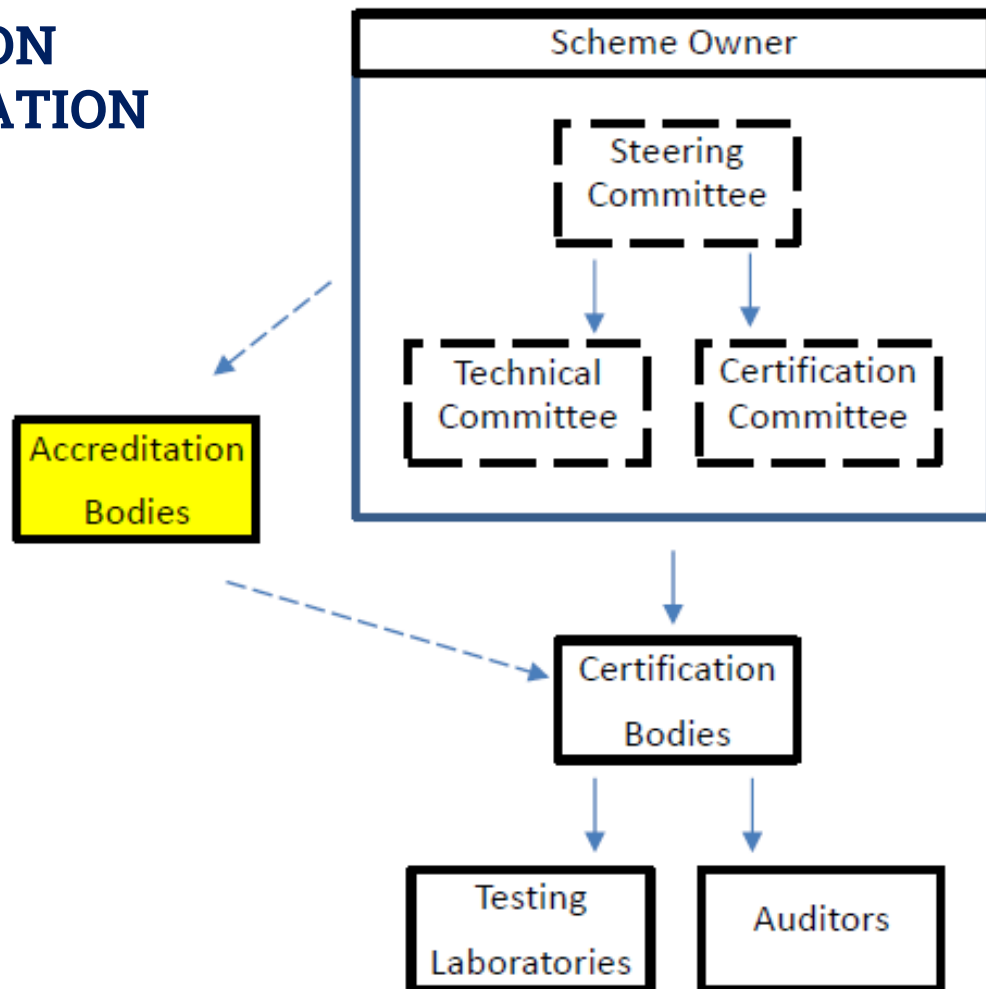 ON
ATION
Scheme Owner
Steering
Committee
Technical
Committee
Certification
Committee
Accreditation
Bodies
Certification
Bodies
Testing
Laboratories
Auditors